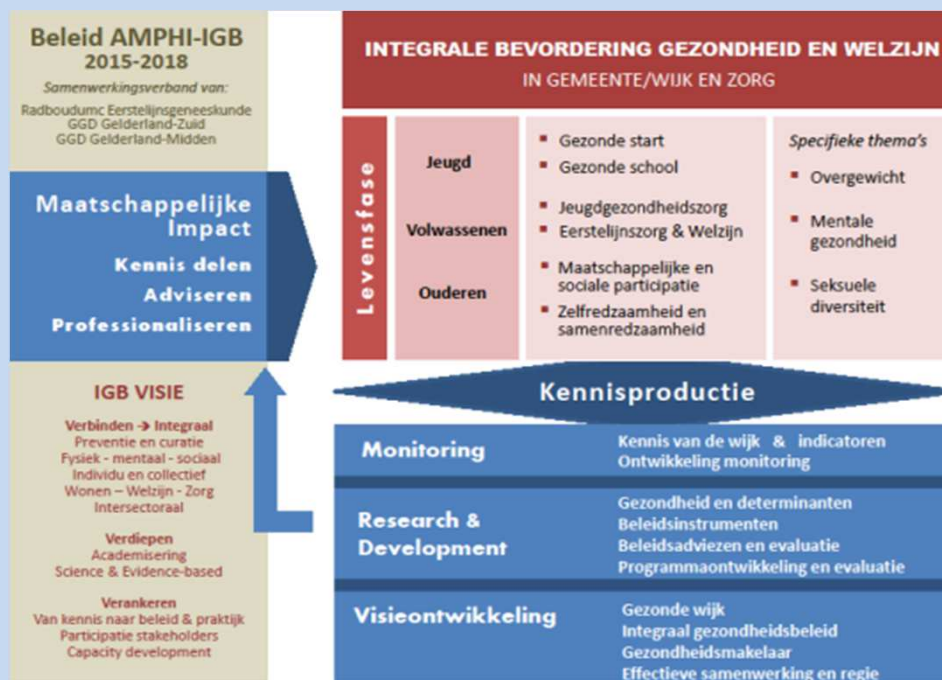 Beleid AMPHI-IGB
2015-2018
Samenwerkingsverband van:
Radboudumc Eerstelijnsgeneeskunde
GGD Gelderland-Zuid
GGD Gelderland-Midden
Maatschappelijke
Impact
Kennis delen
Adviseren
Professionaliseren
IGB VISIE
Verbinden → Integraal
Preventie en curatie
Fysiek - mentaal - sociaal
Individu en collectief
Wonen – Welzijn - Zorg
Intersectoraal
Verdiepen
Academisering
Science & Evidence-based
Verankeren
Van kennis naar beleid & praktijk
Participatie stakeholders
Capacity development
INTEGRALE BEVORDERING GEZONDHEID EN WELZIJN
IN GEMEENTE/WIJK EN ZORG
Levensfase
Jeugd
Volwassenen
Ouderen
▪ Gezonde start
▪ Gezonde school
▪ Jeugdgezondheidszorg
▪ Eerstelijnszorg & Welzijn
▪ Maatschappelijke en
sociale participatie
▪ Zelfredzaamheid en
samenredzaamheid
Specifieke thema's
▪ Overgewicht
▪ Mentale
gezondheid
▪ Seksuele
diversiteit
Kennisproductie
Monitoring
Kennis van de wijk & indicatoren
Ontwikkeling monitoring
Research &
Development
Gezondheid en determinanten
Beleidsinstrumenten
Beleidsadviezen en evaluatie
Programmaontwikkeling en evaluatie
Visieontwikkeling
Gezonde wijk
Integraal gezondheidsbeleid
Gezondheidsmakelaar
Effectieve samenwerking en regie